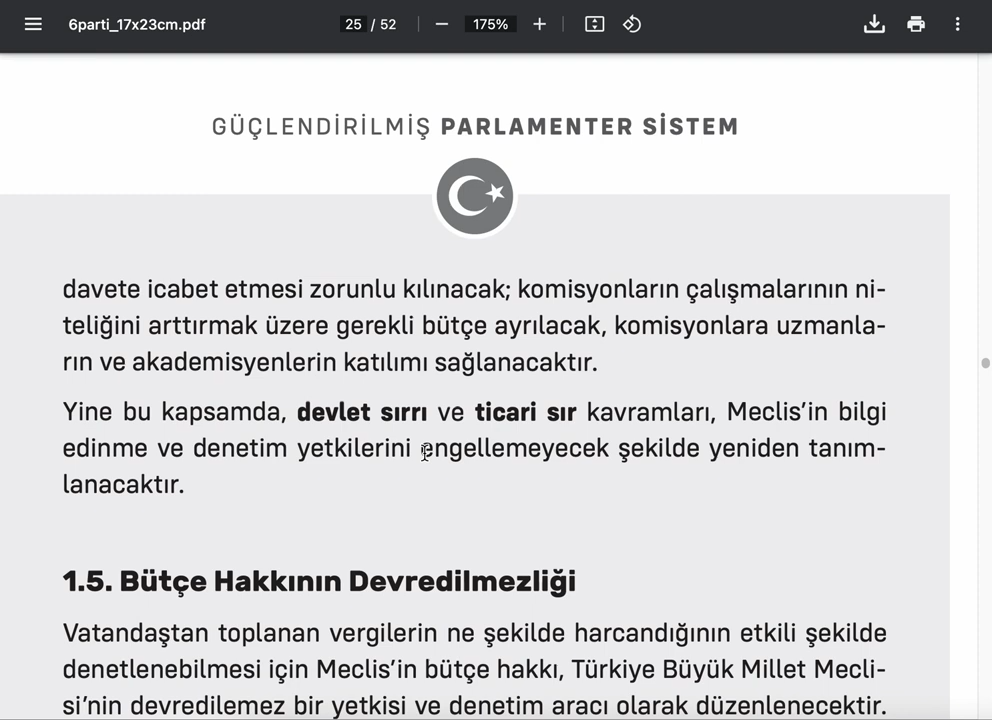 6parti_17x23cm.pdf
25 / 52
175%
GÜÇLENDİRİLMİŞ PARLAMENTER SİSTEM
davete icabet etmesi zorunlu kılınacak; komisyonların çalışmalarının ni-
teliğini arttırmak üzere gerekli bütçe ayrılacak, komisyonlara uzmanla-
rın ve akademisyenlerin katılımı sağlanacaktır.
Yine bu kapsamda, devlet sırrı ve ticari sır kavramları, Meclis'in bilgi
edinme ve denetim yetkilerini engellemeyecek şekilde yeniden tanım-
lanacaktır.
1.5. Bütçe Hakkının Devredilmezliği
Vatandaştan toplanan vergilerin ne şekilde harcandığının etkili şekilde
denetlenebilmesi için Meclis'in bütçe hakkı, Türkiye Büyük Millet Mecli-
si'nin devredilemez bir yetkisi ve denetim aracı olarak düzenlenecektir.